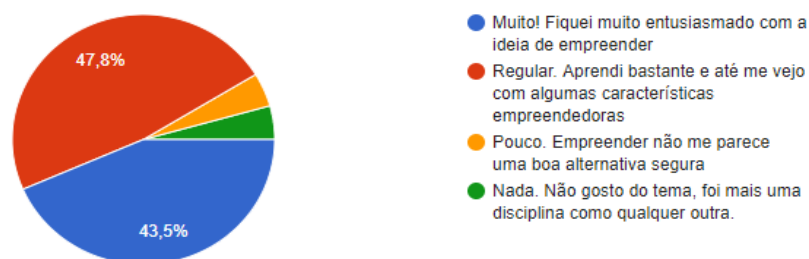 47,8%
43,5%
Muito! Fiquei muito entusiasmado com a
ideia de empreender
Regular. Aprendi bastante e até me vejo
com algumas características
empreendedoras
Pouco. Empreender não me parece
uma boa alternativa segura
Nada. Não gosto do tema, foi mais uma
disciplina como qualquer outra.